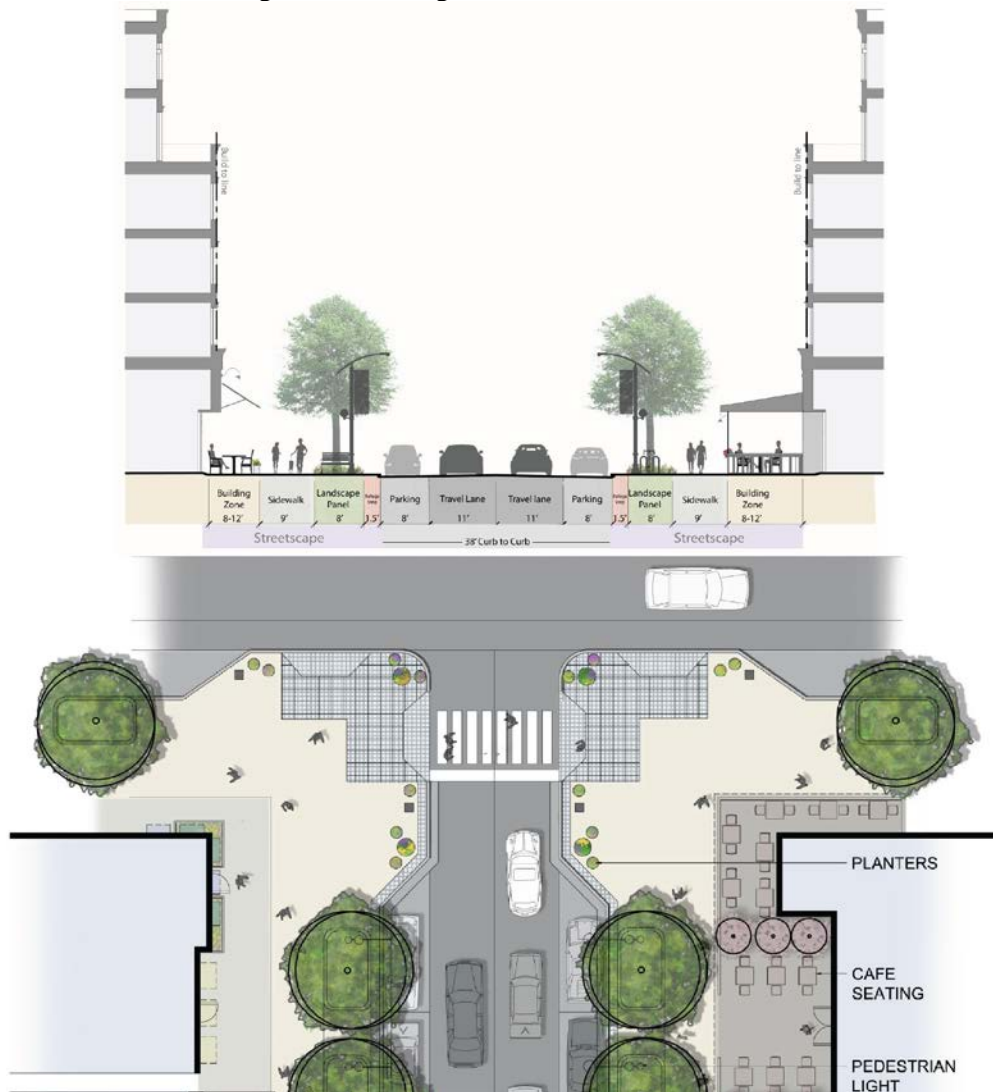 Build to line
Build to line
Building
Zone
8-12'
Sidewalk
9'
Landscape
Panel
8'
1.5'
Parking
8'
Travel Lane
11'
Travel lane
11'
Parking
8'
1.5'
Landscape
Panel
8'
Sidewalk
9'
Building
Zone
8-12'
Streetscape
38' Curb to Curb
Streetscape
PLANTERS
CAFE
SEATING
PEDESTRIAN
LIGHT